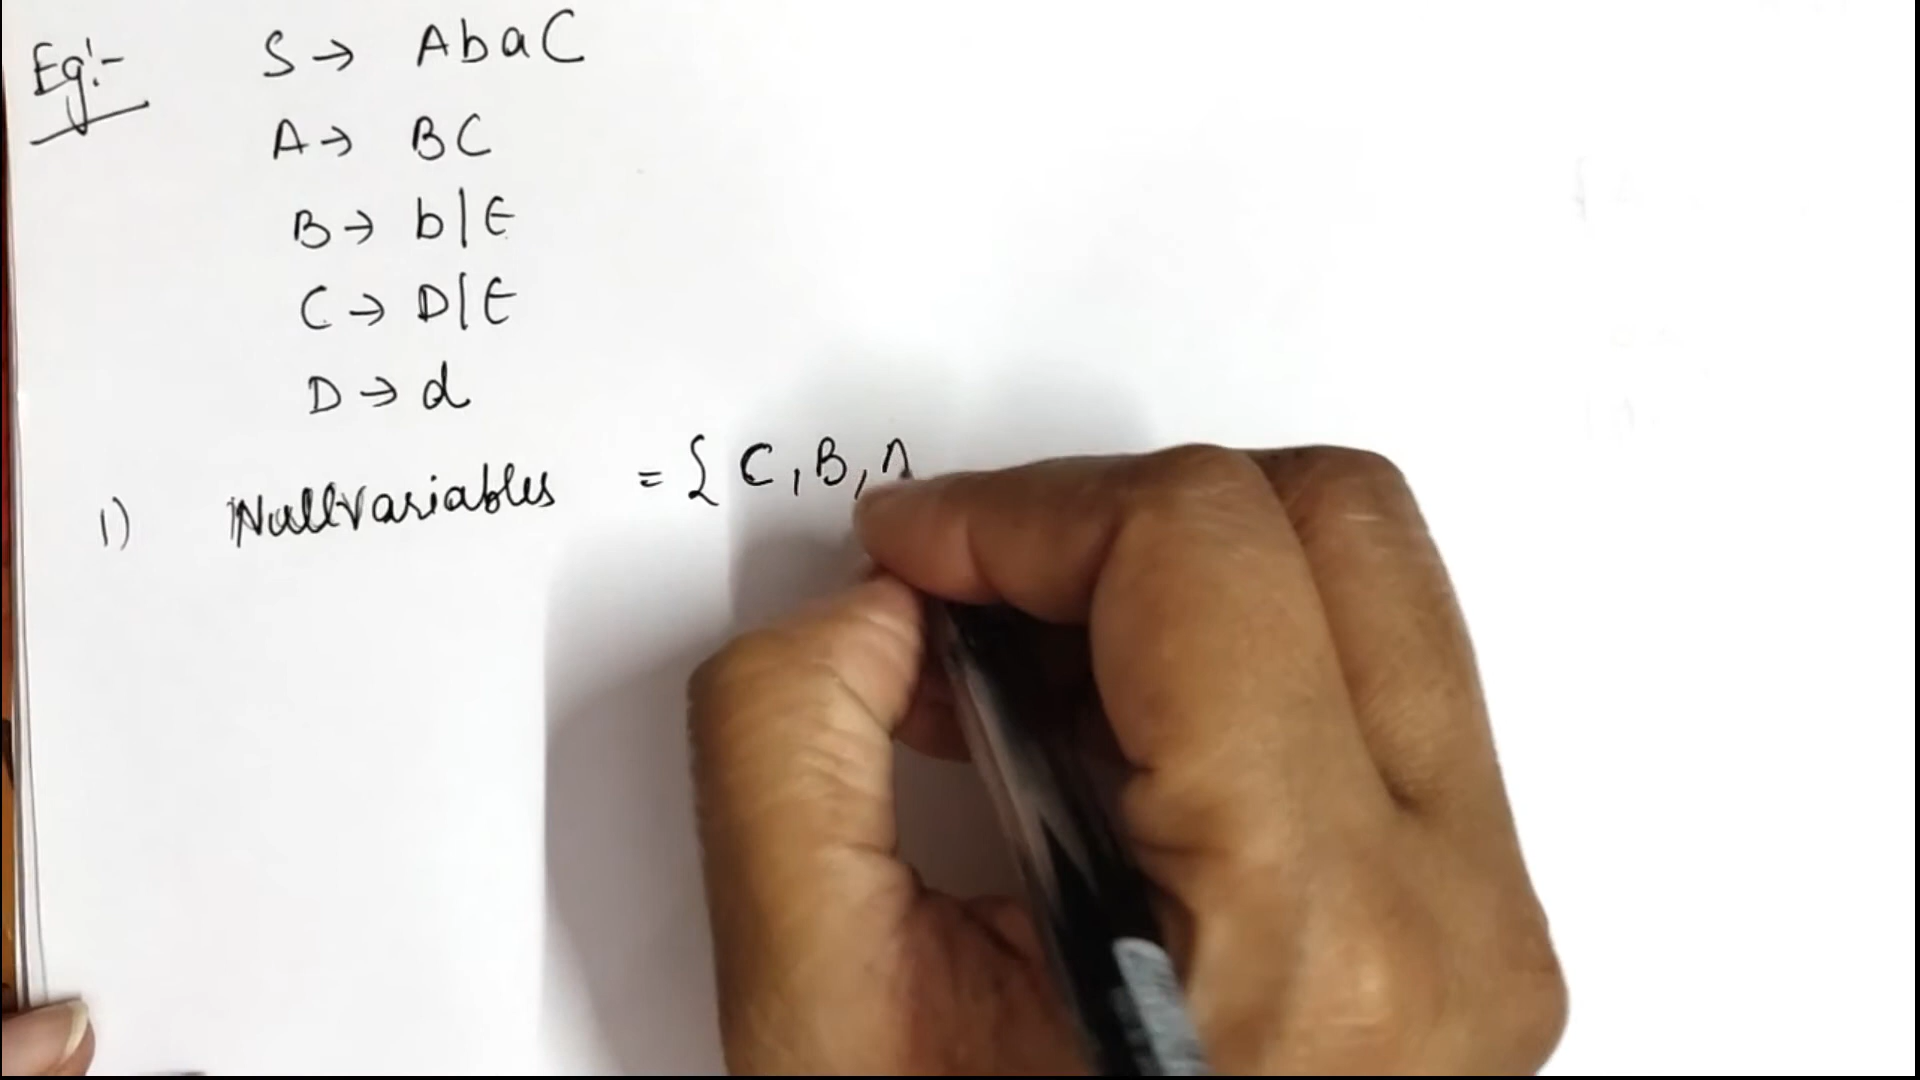 Eg:-
S → AbaC
A → BC
B → b|ε
C → D|ε
D → d
1) Nullvariables = { C, B, A